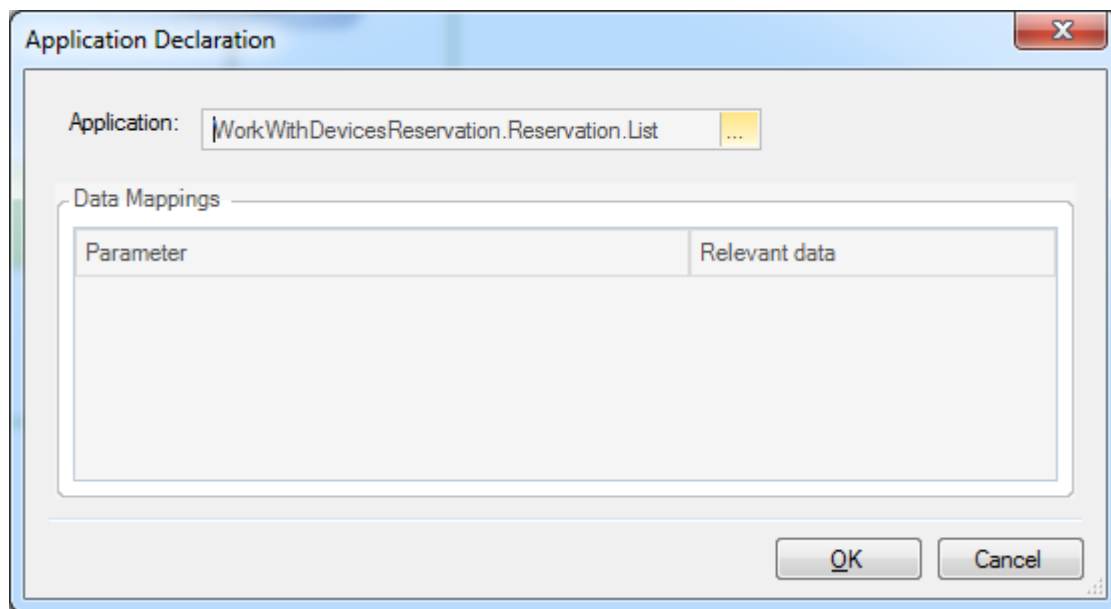 Application Declaration
Application: WorkWithDevicesReservation.Reservation.List ...
Data Mappings
Parameter Relevant data
OK Cancel